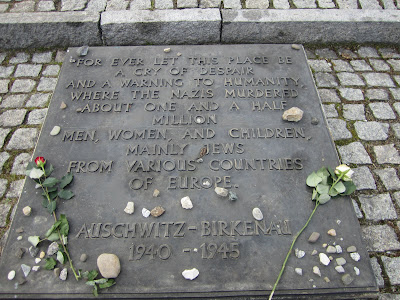 "FOR EVER LET THIS PLACE BE
A CRY OF DESPAIR
AND A WARNING TO HUMANITY,
WHERE THE NAZIS MURDERED
ABOUT ONE AND A HALF
MILLION
MEN, WOMEN, AND CHILDREN,
MAINLY JEWS
FROM VARIOUS COUNTRIES
OF EUROPE.
AUSCHWITZ - BIRKENAU
1940 - 1945